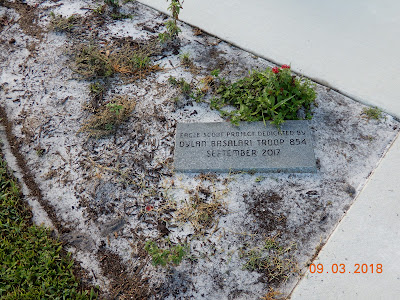 EAGLE SCOUT PROJECT DEDICATED BY
DYLAN BASALARI TROOP 854
SEPTEMBER 2017
09.03.2018